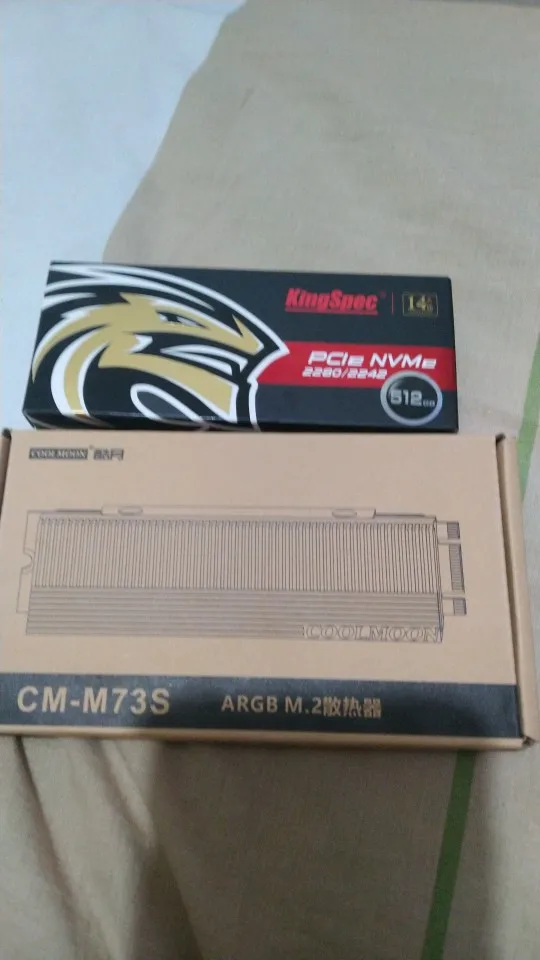 KingSpec®
14
PCIe NVMe
2280/2242
512GB
COOLMOON® 酷月
COOLMOON
CM-M73S
ARGB M.2散热器